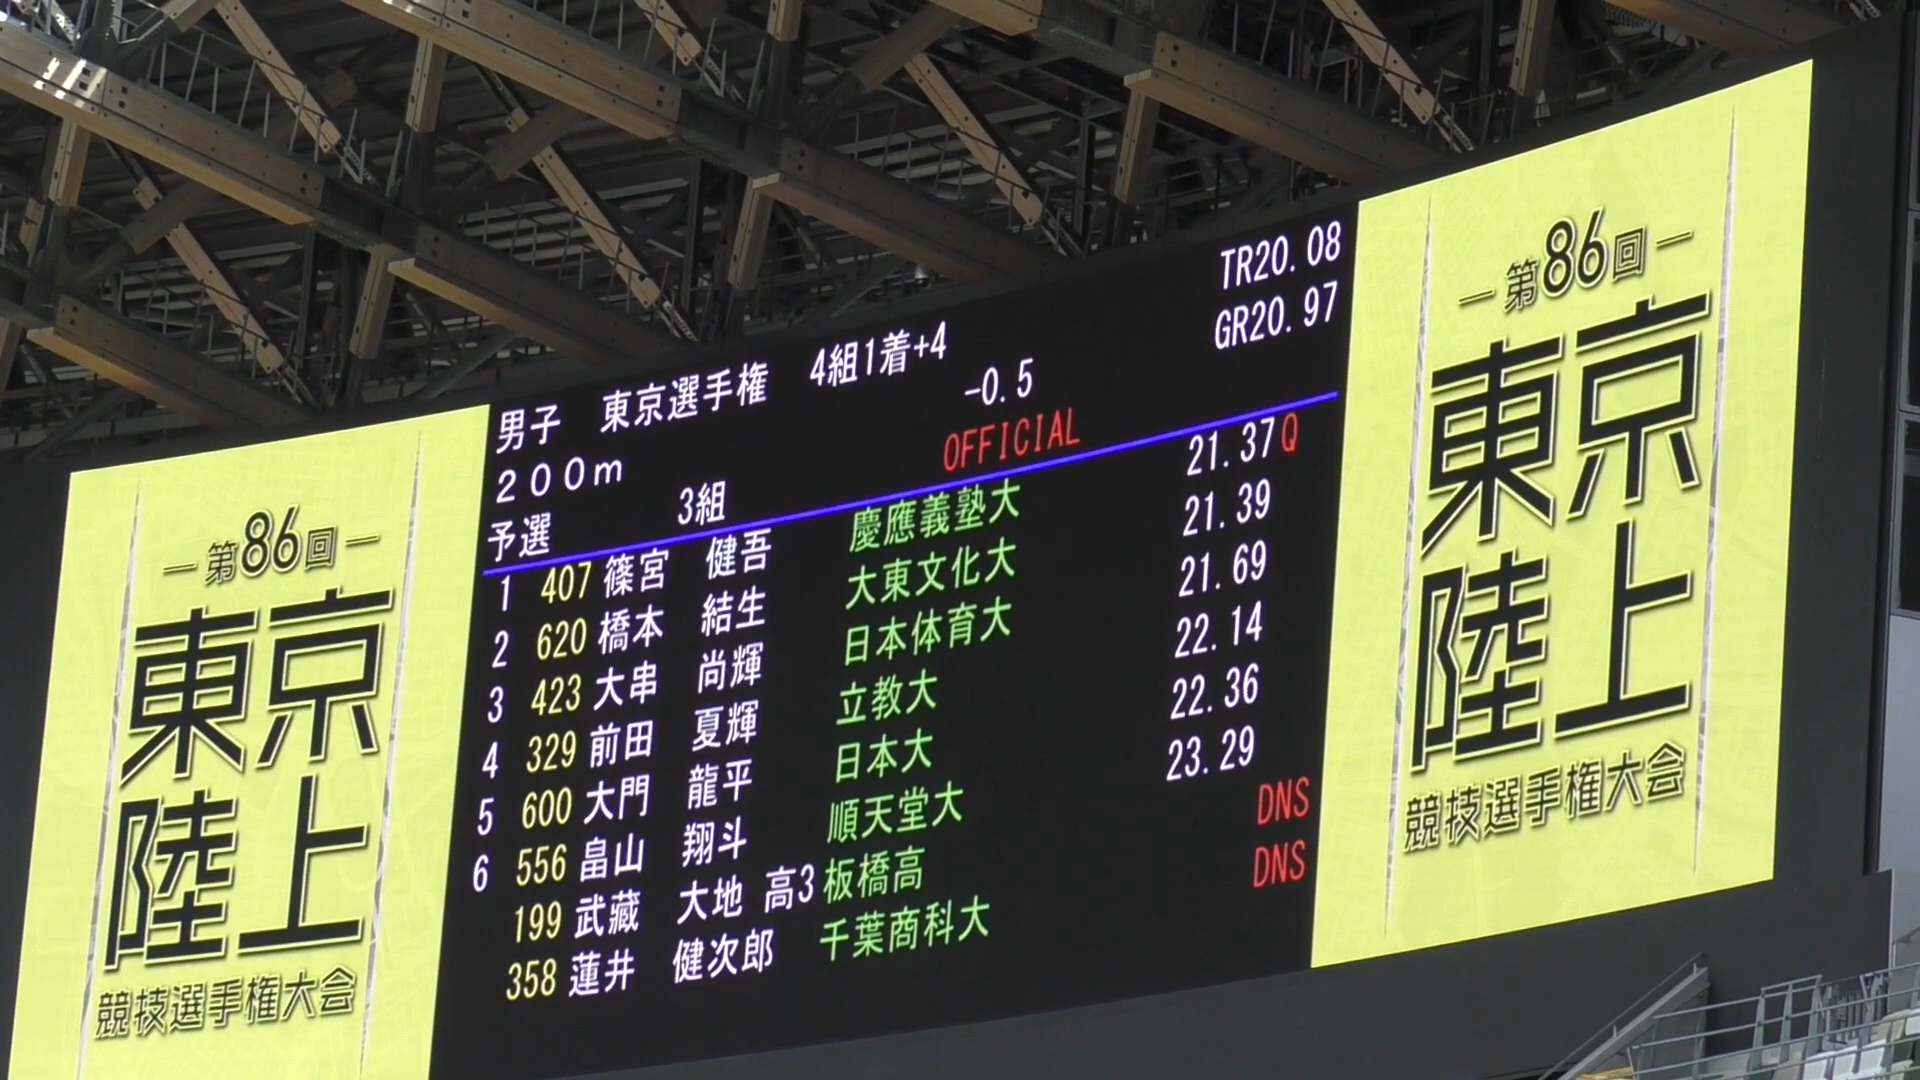 第86回
東京
陸上
競技選手権大会
男子 東京選手権 4組1着+4 TR20.08
200m -0.5 GR20.97
予選 3組 OFFICIAL
1 407 篠宮 健吾 慶應義塾大 21.37 Q
2 620 橋本 結生 大東文化大 21.39
3 423 大串 尚輝 日本体育大 21.69
4 329 前田 夏輝 立教大 22.14
5 600 大門 龍平 日本大 22.36
6 556 畠山 翔斗 順天堂大 23.29
199 武藏 大地 高3 板橋高 DNS
358 蓮井 健次郎 千葉商科大 DNS
第86回
東京
陸上
競技選手権大会